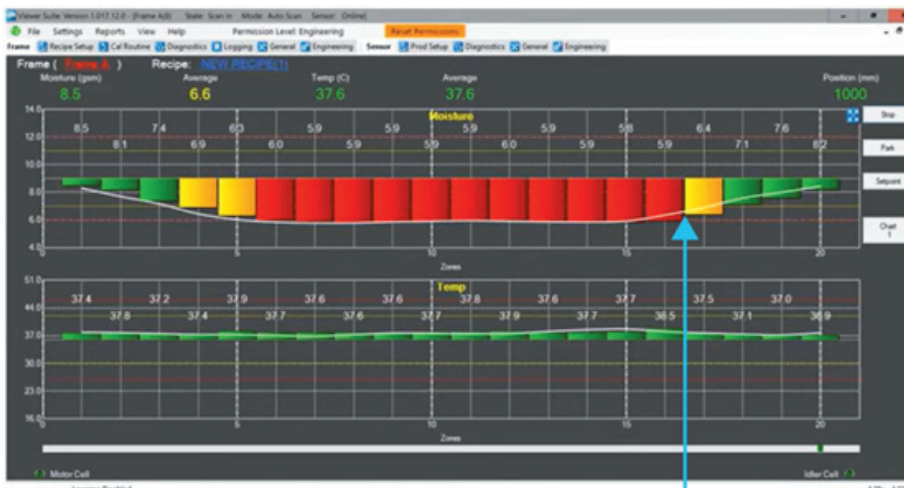 Viewer Suite Version 1.017.12.0 - [Frame A(8) State: Scan In Mode: Auto Scan Sensor: Online]
File Settings Reports View Help Permission Level: Engineering Reset Permissions
Frame Recipe Setup Cal Routine Diagnostics Logging General Engineering Sensor Prod Setup Diagnostics General Engineering
Frame ( Frame A ) Recipe: NEW RECIPE(1)
Moisture (gsm) Average Temp (C) Average Position (mm)
8.5 6.6 37.6 37.6 1000
Moisture
14.0
8.5 7.4 6.3 5.9 5.9 5.9 5.9 5.8 6.4 7.6
12.0
8.1 6.9 6.0 5.9 5.9 6.0 5.9 5.9 7.1 8.2
10.0
8.0
6.0
4.0
0 5 10 15 20
Zones
Stop
Park
Setpoint
Chart
1
Temp
51.0
37.4 37.2 37.9 37.6 37.6 37.8 37.6 37.7 37.5 37.0
44.0
37.8 37.4 37.7 37.6 37.7 37.9 37.7 36.5 37.1 36.9
37.0
30.0
23.0
16.0
0 5 10 15 20
Zones
Motor Cell Idler Cell